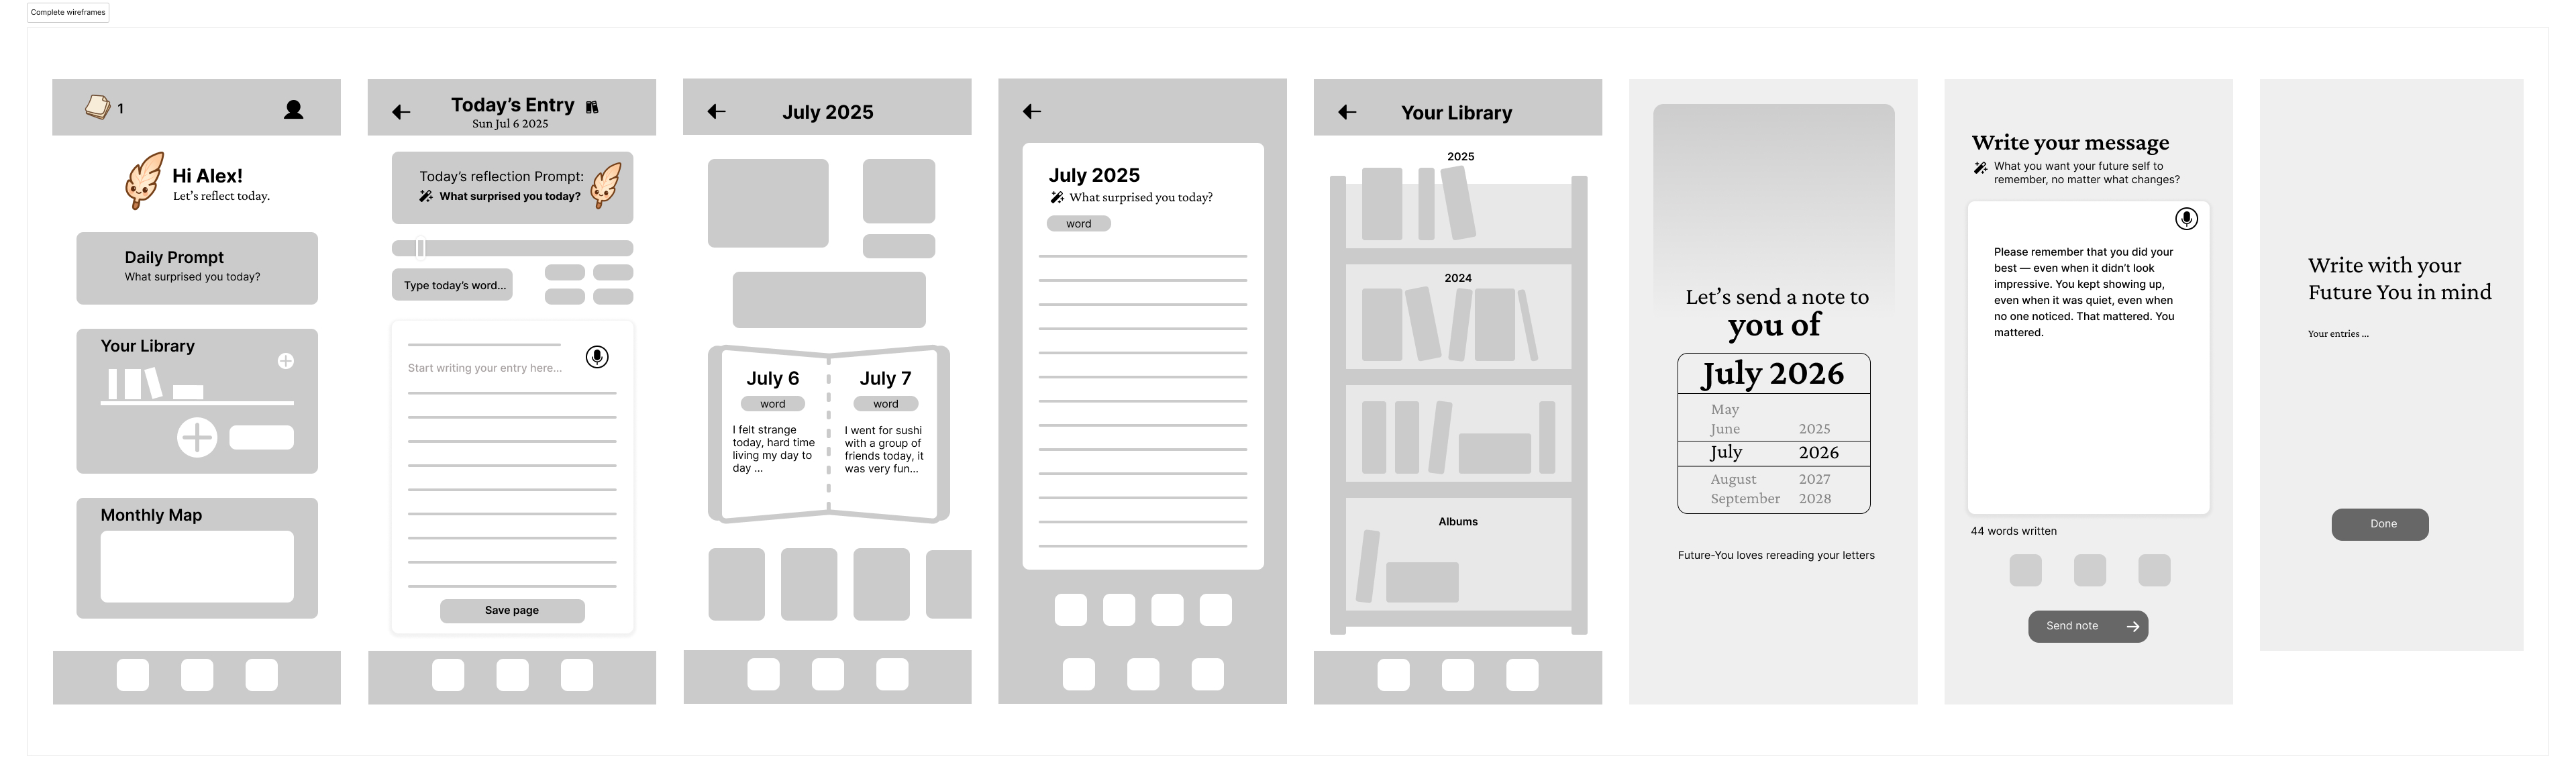 Complete wireframes
1
Hi Alex!
Let's reflect today.
Daily Prompt
What surprised you today?
Your Library
Monthly Map
Today's Entry
Sun Jul 6 2025
Today's reflection Prompt:
What surprised you today?
Type today's word...
Start writing your entry here...
Save page
July 2025
July 6
word
I felt strange
today, hard time
living my day to
day ...
July 7
word
I went for sushi
with a group of
friends today, it
was very fun...
July 2025
What surprised you today?
word
Your Library
2025
2024
Albums
Let's send a note to
you of
July 2026
May
June 2025
July 2026
August 2027
September 2028
Future-You loves rereading your letters
Write your message
What you want your future self to
remember, no matter what changes?
Please remember that you did your
best — even when it didn't look
impressive. You kept showing up,
even when it was quiet, even when
no one noticed. That mattered. You
mattered.
44 words written
Send note
Write with your
Future You in mind
Your entries ...
Done